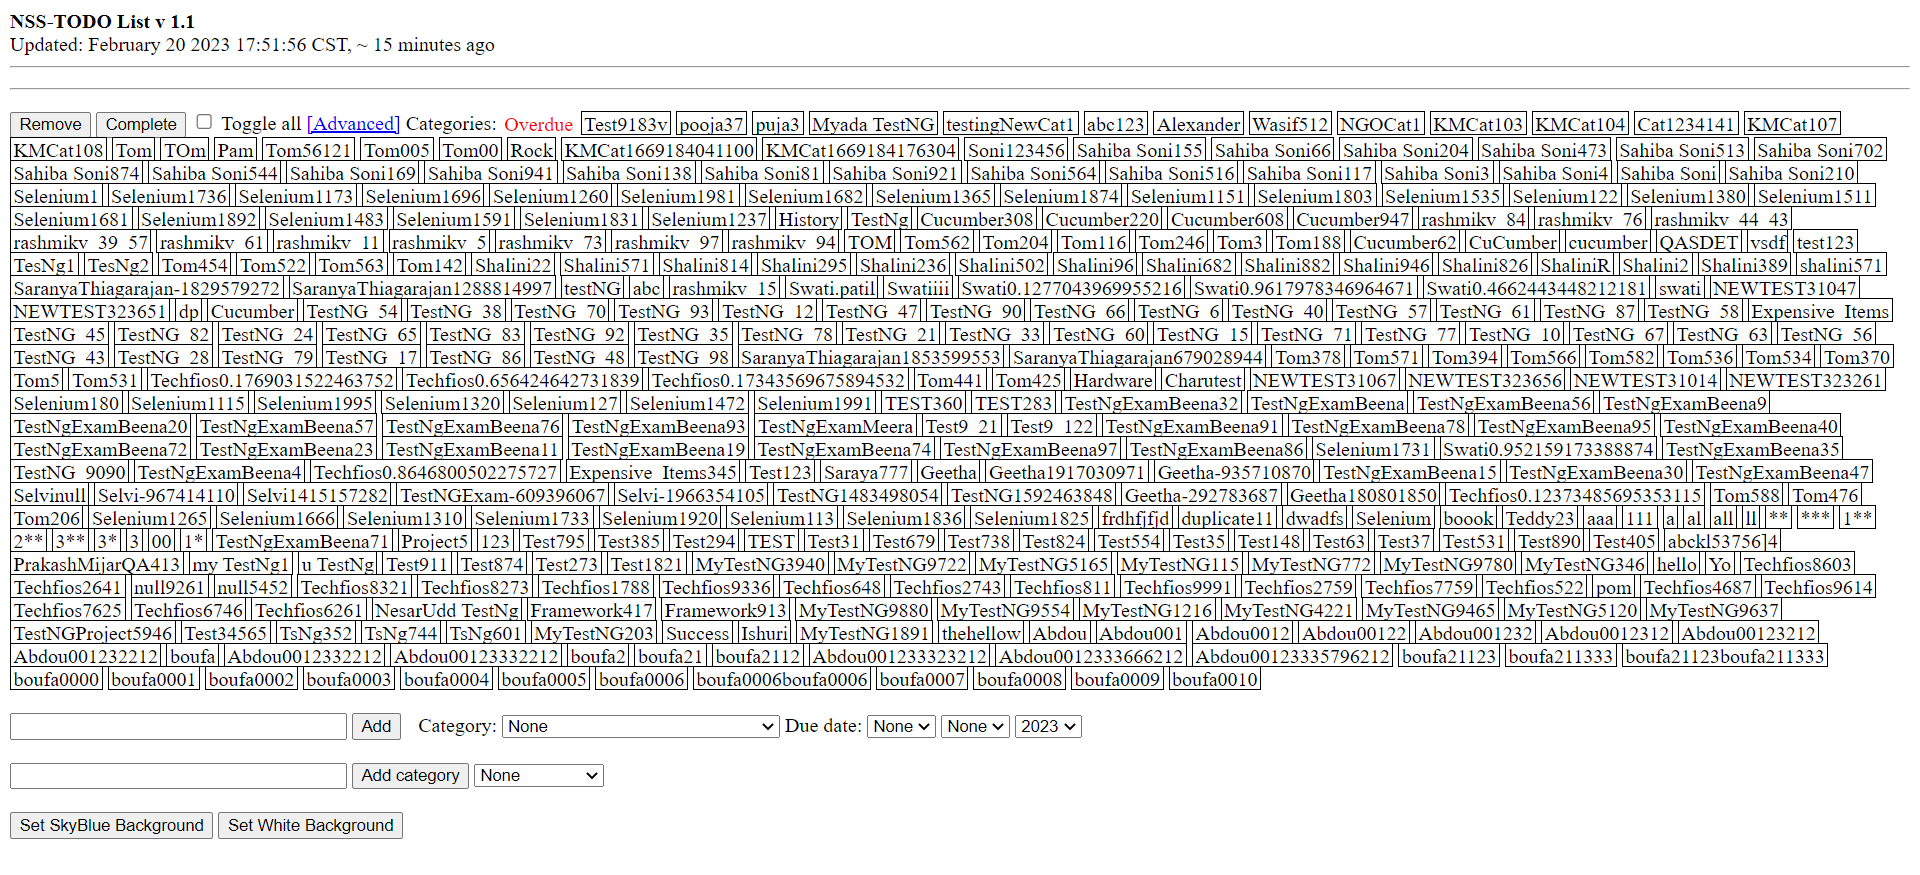 NSS-TODO List v 1.1
Updated: February 20 2023 17:51:56 CST, ~ 15 minutes ago
Remove Complete Toggle all [Advanced] Categories: Overdue Test9183v pooja37 puja3 Myada TestNG testingNewCat1 abc123 Alexander Wasif512 NGOCat1 KMCat103 KMCat104 Cat1234141 KMCat107
KMCat108 Tom TOm Pam Tom56121 Tom005 Tom00 Rock KMCat1669184041100 KMCat1669184176304 Soni123456 Sahiba Soni155 Sahiba Soni66 Sahiba Soni204 Sahiba Soni473 Sahiba Soni513 Sahiba Soni702
Sahiba Soni874 Sahiba Soni544 Sahiba Soni169 Sahiba Soni941 Sahiba Soni138 Sahiba Soni81 Sahiba Soni921 Sahiba Soni564 Sahiba Soni516 Sahiba Soni117 Sahiba Soni3 Sahiba Soni4 Sahiba Soni Sahiba Soni210
Selenium1 Selenium1736 Selenium1173 Selenium1696 Selenium1260 Selenium1981 Selenium1682 Selenium1365 Selenium1874 Selenium1151 Selenium1803 Selenium1535 Selenium122 Selenium1380 Selenium1511
Selenium1681 Selenium1892 Selenium1483 Selenium1591 Selenium1831 Selenium1237 History TestNg Cucumber308 Cucumber220 Cucumber608 Cucumber947 rashmikv_84 rashmikv_76 rashmikv_44_43
rashmikv_39_57 rashmikv_61 rashmikv_11 rashmikv_5 rashmikv_73 rashmikv_97 rashmikv_94 TOM Tom562 Tom204 Tom116 Tom246 Tom3 Tom188 Cucumber62 CuCumber cucumber QASDET vsdf test123
TesNg1 TesNg2 Tom454 Tom522 Tom563 Tom142 Shalini22 Shalini571 Shalini814 Shalini295 Shalini236 Shalini502 Shalini96 Shalini682 Shalini882 Shalini946 Shalini826 ShaliniR Shalini2 Shalini389 shalini571
SaranyaThiagarajan-1829579272 SaranyaThiagarajan1288814997 testNG abc rashmikv_15 Swati.patil Swatiiii Swati0.1277043969955216 Swati0.9617978346964671 Swati0.4662443448212181 swati NEWTEST31047
NEWTEST323651 dp Cucumber TestNG_54 TestNG_38 TestNG_70 TestNG_93 TestNG_12 TestNG_47 TestNG_90 TestNG_66 TestNG_6 TestNG_40 TestNG_57 TestNG_61 TestNG_87 TestNG_58 Expensive_Items
TestNG_45 TestNG_82 TestNG_24 TestNG_65 TestNG_83 TestNG_92 TestNG_35 TestNG_78 TestNG_21 TestNG_33 TestNG_60 TestNG_15 TestNG_71 TestNG_77 TestNG_10 TestNG_67 TestNG_63 TestNG_56
TestNG_43 TestNG_28 TestNG_79 TestNG_17 TestNG_86 TestNG_48 TestNG_98 SaranyaThiagarajan1853599553 SaranyaThiagarajan679028944 Tom378 Tom571 Tom394 Tom566 Tom582 Tom536 Tom534 Tom370
Tom5 Tom531 Techfios0.1769031522463752 Techfios0.656424642731839 Techfios0.17343569675894532 Tom441 Tom425 Hardware Charutest NEWTEST31067 NEWTEST323656 NEWTEST31014 NEWTEST323261
Selenium180 Selenium1115 Selenium1995 Selenium1320 Selenium127 Selenium1472 Selenium1991 TEST360 TEST283 TestNgExamBeena32 TestNgExamBeena TestNgExamBeena56 TestNgExamBeena9
TestNgExamBeena20 TestNgExamBeena57 TestNgExamBeena76 TestNgExamBeena93 TestNgExamMeera Test9_21 Test9_122 TestNgExamBeena91 TestNgExamBeena78 TestNgExamBeena95 TestNgExamBeena40
TestNgExamBeena72 TestNgExamBeena23 TestNgExamBeena11 TestNgExamBeena19 TestNgExamBeena74 TestNgExamBeena97 TestNgExamBeena86 Selenium1731 Swati0.952159173388874 TestNgExamBeena35
TestNG_9090 TestNgExamBeena4 Techfios0.8646800502275727 Expensive_Items345 Test123 Saraya777 Geetha Geetha1917030971 Geetha-935710870 TestNgExamBeena15 TestNgExamBeena30 TestNgExamBeena47
Selvinull Selvi-967414110 Selvi1415157282 TestNGExam-609396067 Selvi-1966354105 TestNG1483498054 TestNG1592463848 Geetha-292783687 Geetha180801850 Techfios0.12373485695353115 Tom588 Tom476
Tom206 Selenium1265 Selenium1666 Selenium1310 Selenium1733 Selenium1920 Selenium113 Selenium1836 Selenium1825 frdhfjfjd duplicate11 dwadfs Selenium boook Teddy23 aaa 111 a al all ll ** *** 1**
2** 3** 3* 3 00 1* TestNgExamBeena71 Project5 123 Test795 Test385 Test294 TEST Test31 Test679 Test738 Test824 Test554 Test35 Test148 Test63 Test37 Test531 Test890 Test405 abckl53756]4
PrakashMijarQA413 my TestNg1 u TestNg Test911 Test874 Test273 Test1821 MyTestNG3940 MyTestNG9722 MyTestNG5165 MyTestNG115 MyTestNG772 MyTestNG9780 MyTestNG346 hello Yo Techfios8603
Techfios2641 null9261 null5452 Techfios8321 Techfios8273 Techfios1788 Techfios9336 Techfios648 Techfios2743 Techfios811 Techfios9991 Techfios2759 Techfios7759 Techfios522 pom Techfios4687 Techfios9614
Techfios7625 Techfios6746 Techfios6261 NesarUdd TestNg Framework417 Framework913 MyTestNG9880 MyTestNG9554 MyTestNG1216 MyTestNG4221 MyTestNG9465 MyTestNG5120 MyTestNG9637
TestNGProject5946 Test34565 TsNg352 TsNg744 TsNg601 MyTestNG203 Success Ishuri MyTestNG1891 thehellow Abdou Abdou001 Abdou0012 Abdou00122 Abdou001232 Abdou0012312 Abdou00123212
Abdou001232212 boufa Abdou0012332212 Abdou00123332212 boufa2 boufa21 boufa2112 Abdou001233323212 Abdou0012333666212 Abdou00123335796212 boufa21123 boufa211333 boufa21123boufa211333
boufa0000 boufa0001 boufa0002 boufa0003 boufa0004 boufa0005 boufa0006 boufa0006boufa0006 boufa0007 boufa0008 boufa0009 boufa0010
Add Category: None Due date: None None 2023
Add category None
Set SkyBlue Background Set White Background